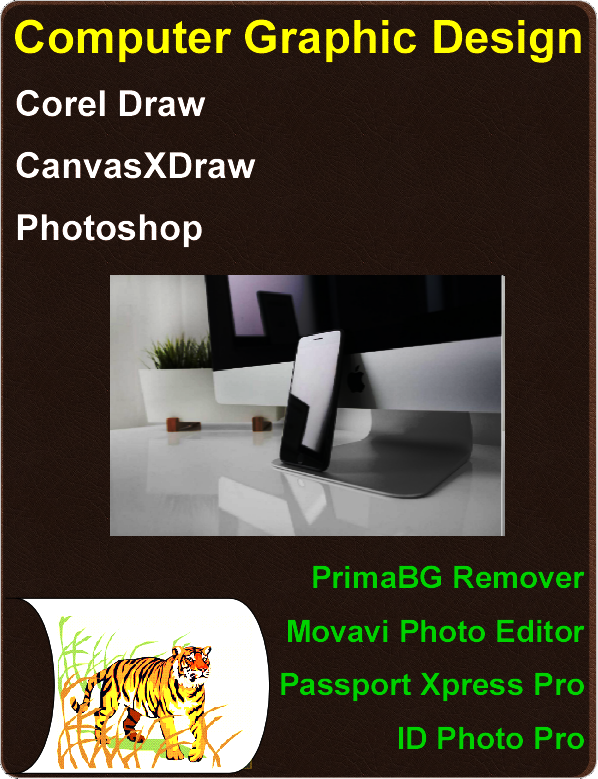 Computer Graphic Design
Corel Draw
CanvasXDraw
Photoshop
PrimaBG Remover
Movavi Photo Editor
Passport Xpress Pro
ID Photo Pro